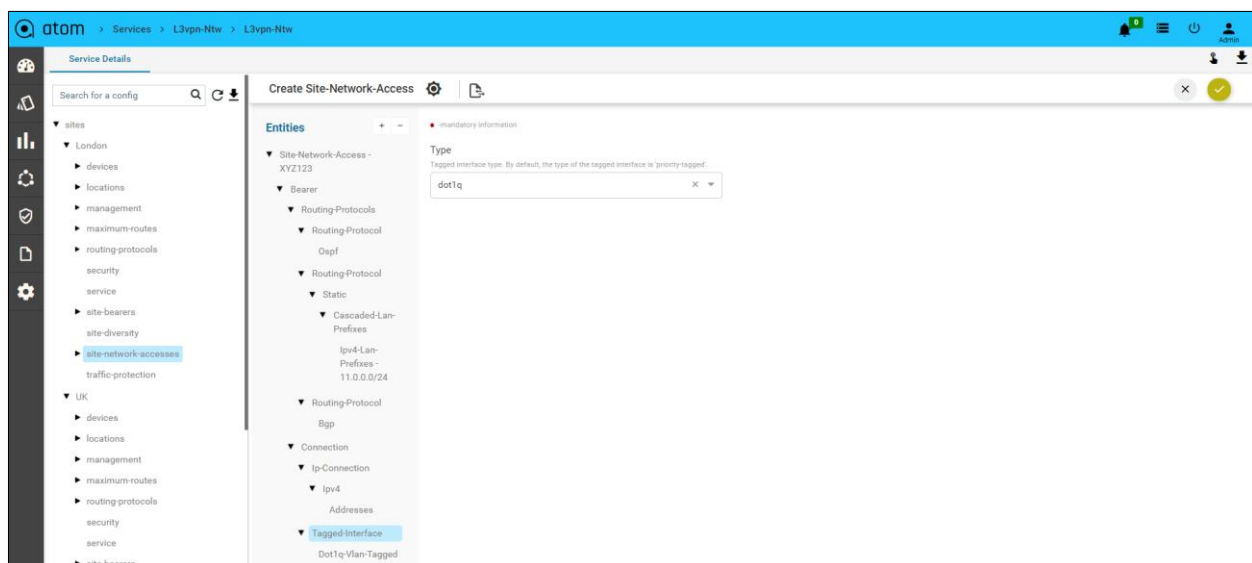 atom > Services > L3vpn-Ntw > L3vpn-Ntw
0
Admin
Service Details
Search for a config
sites
London
devices
locations
management
maximum-routes
routing-protocols
security
service
site-bearers
site-diversity
site-network-accesses
traffic-protection
UK
devices
locations
management
maximum-routes
routing-protocols
security
service
Create Site-Network-Access
Entities
+ -
Site-Network-Access -
XYZ123
Bearer
Routing-Protocols
Routing-Protocol
Ospf
Routing-Protocol
Static
Cascaded-Lan-
Prefixes
Ipv4-Lan-
Prefixes -
11.0.0.0/24
Routing-Protocol
Bgp
Connection
Ip-Connection
Ipv4
Addresses
Tagged-Interface
Dot1q-Vlan-Tagged
-mandatory information
Type
Tagged interface type. By default, the type of the tagged interface is 'priority-tagged'.
dot1q